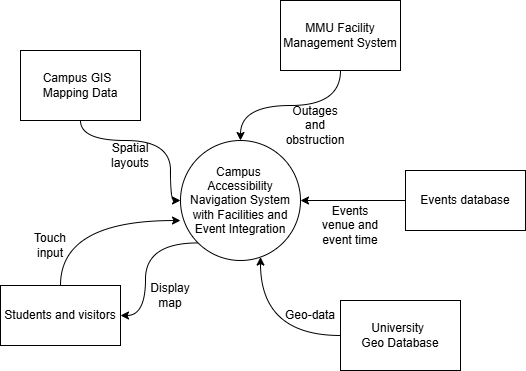 MMU Facility
Management System
Campus GIS
Mapping Data
Outages
and
obstruction
Spatial
layouts
Campus
Accessibility
Navigation System
with Facilities and
Event Integration
Events database
Events
venue and
event time
Touch
input
Display
map
Students and visitors
Geo-data
University
Geo Database